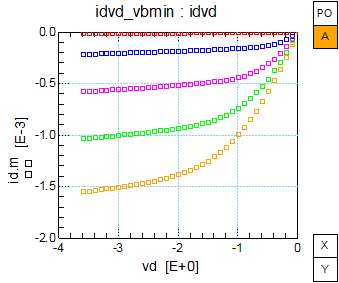 idvd_vbmin : idvd
PO
A
0.0
-0.5
-1.0
-1.5
-2.0
id.m [E-3]
-4 -3 -2 -1 0
vd [E+0]
X
Y